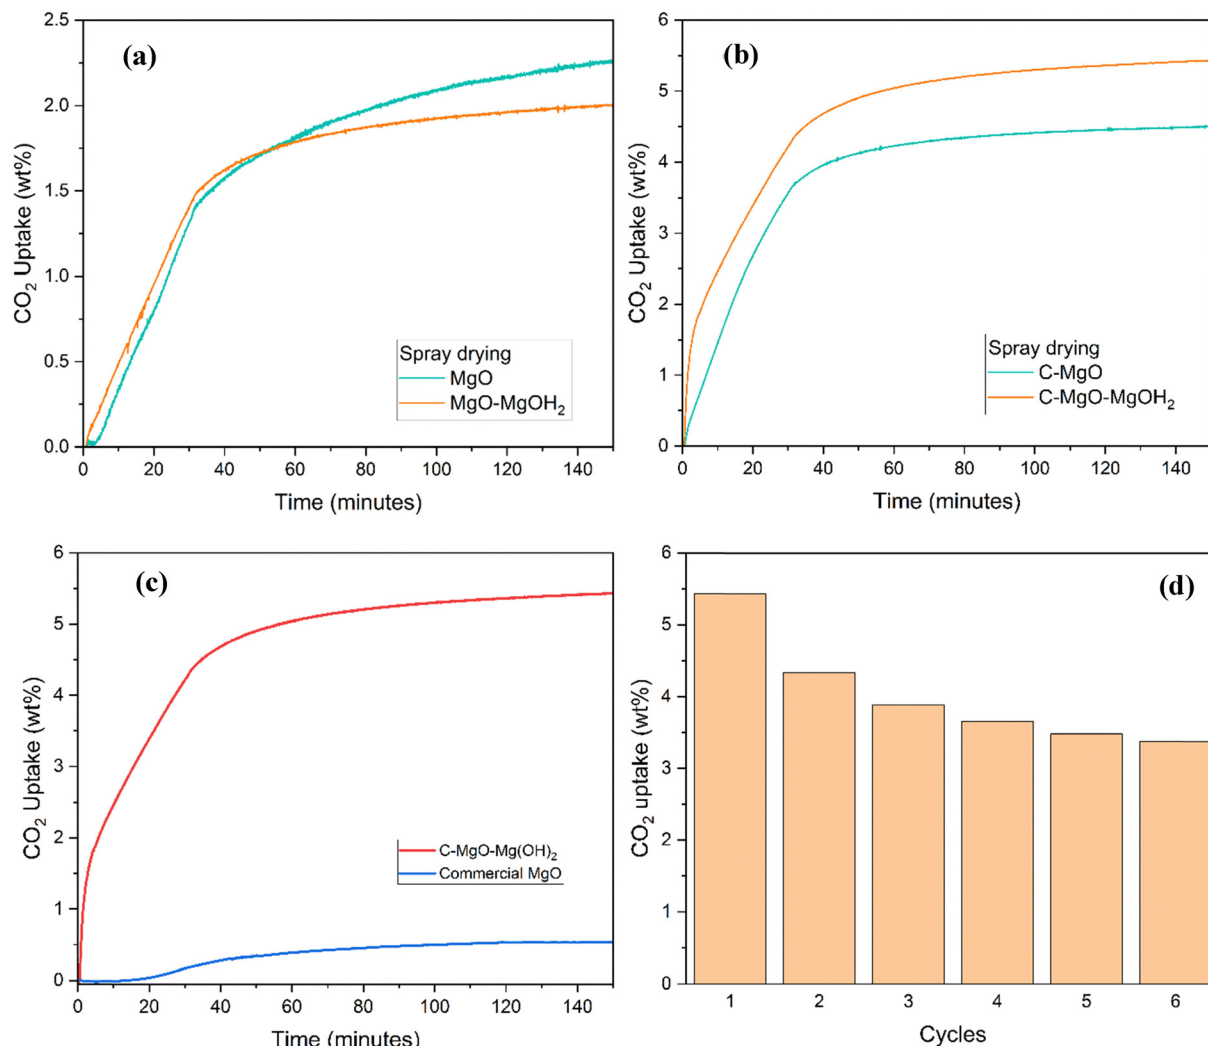 (a)
2.5
2.0
1.5
1.0
0.5
0.0
CO2 Uptake (wt%)
Spray drying
MgO
MgO-MgOH2
0 20 40 60 80 100 120 140
Time (minutes)
(b)
6
5
4
3
2
1
0
CO2 Uptake (wt%)
Spray drying
C-MgO
C-MgO-MgOH2
0 20 40 60 80 100 120 140
Time (minutes)
(c)
6
5
4
3
2
1
0
CO2 Uptake (wt%)
C-MgO-Mg(OH)2
Commercial MgO
0 20 40 60 80 100 120 140
Time (minutes)
(d)
6
5
4
3
2
1
0
CO2 uptake (wt%)
1 2 3 4 5 6
Cycles